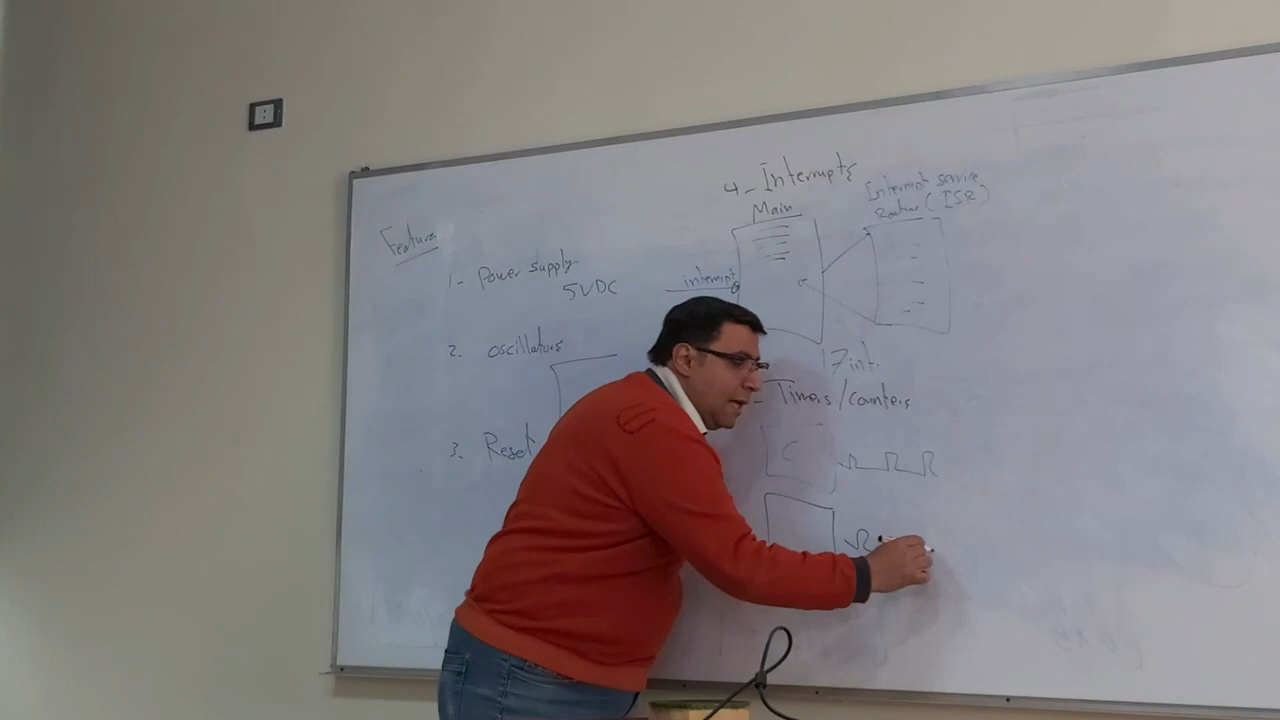 Features
1- Power supply
5VDC
2. oscillators
3. Reset
4- Interrupts
Main
Interrupt service
Routine (ISR)
interrupt
17 int.
- Timers/counters
C